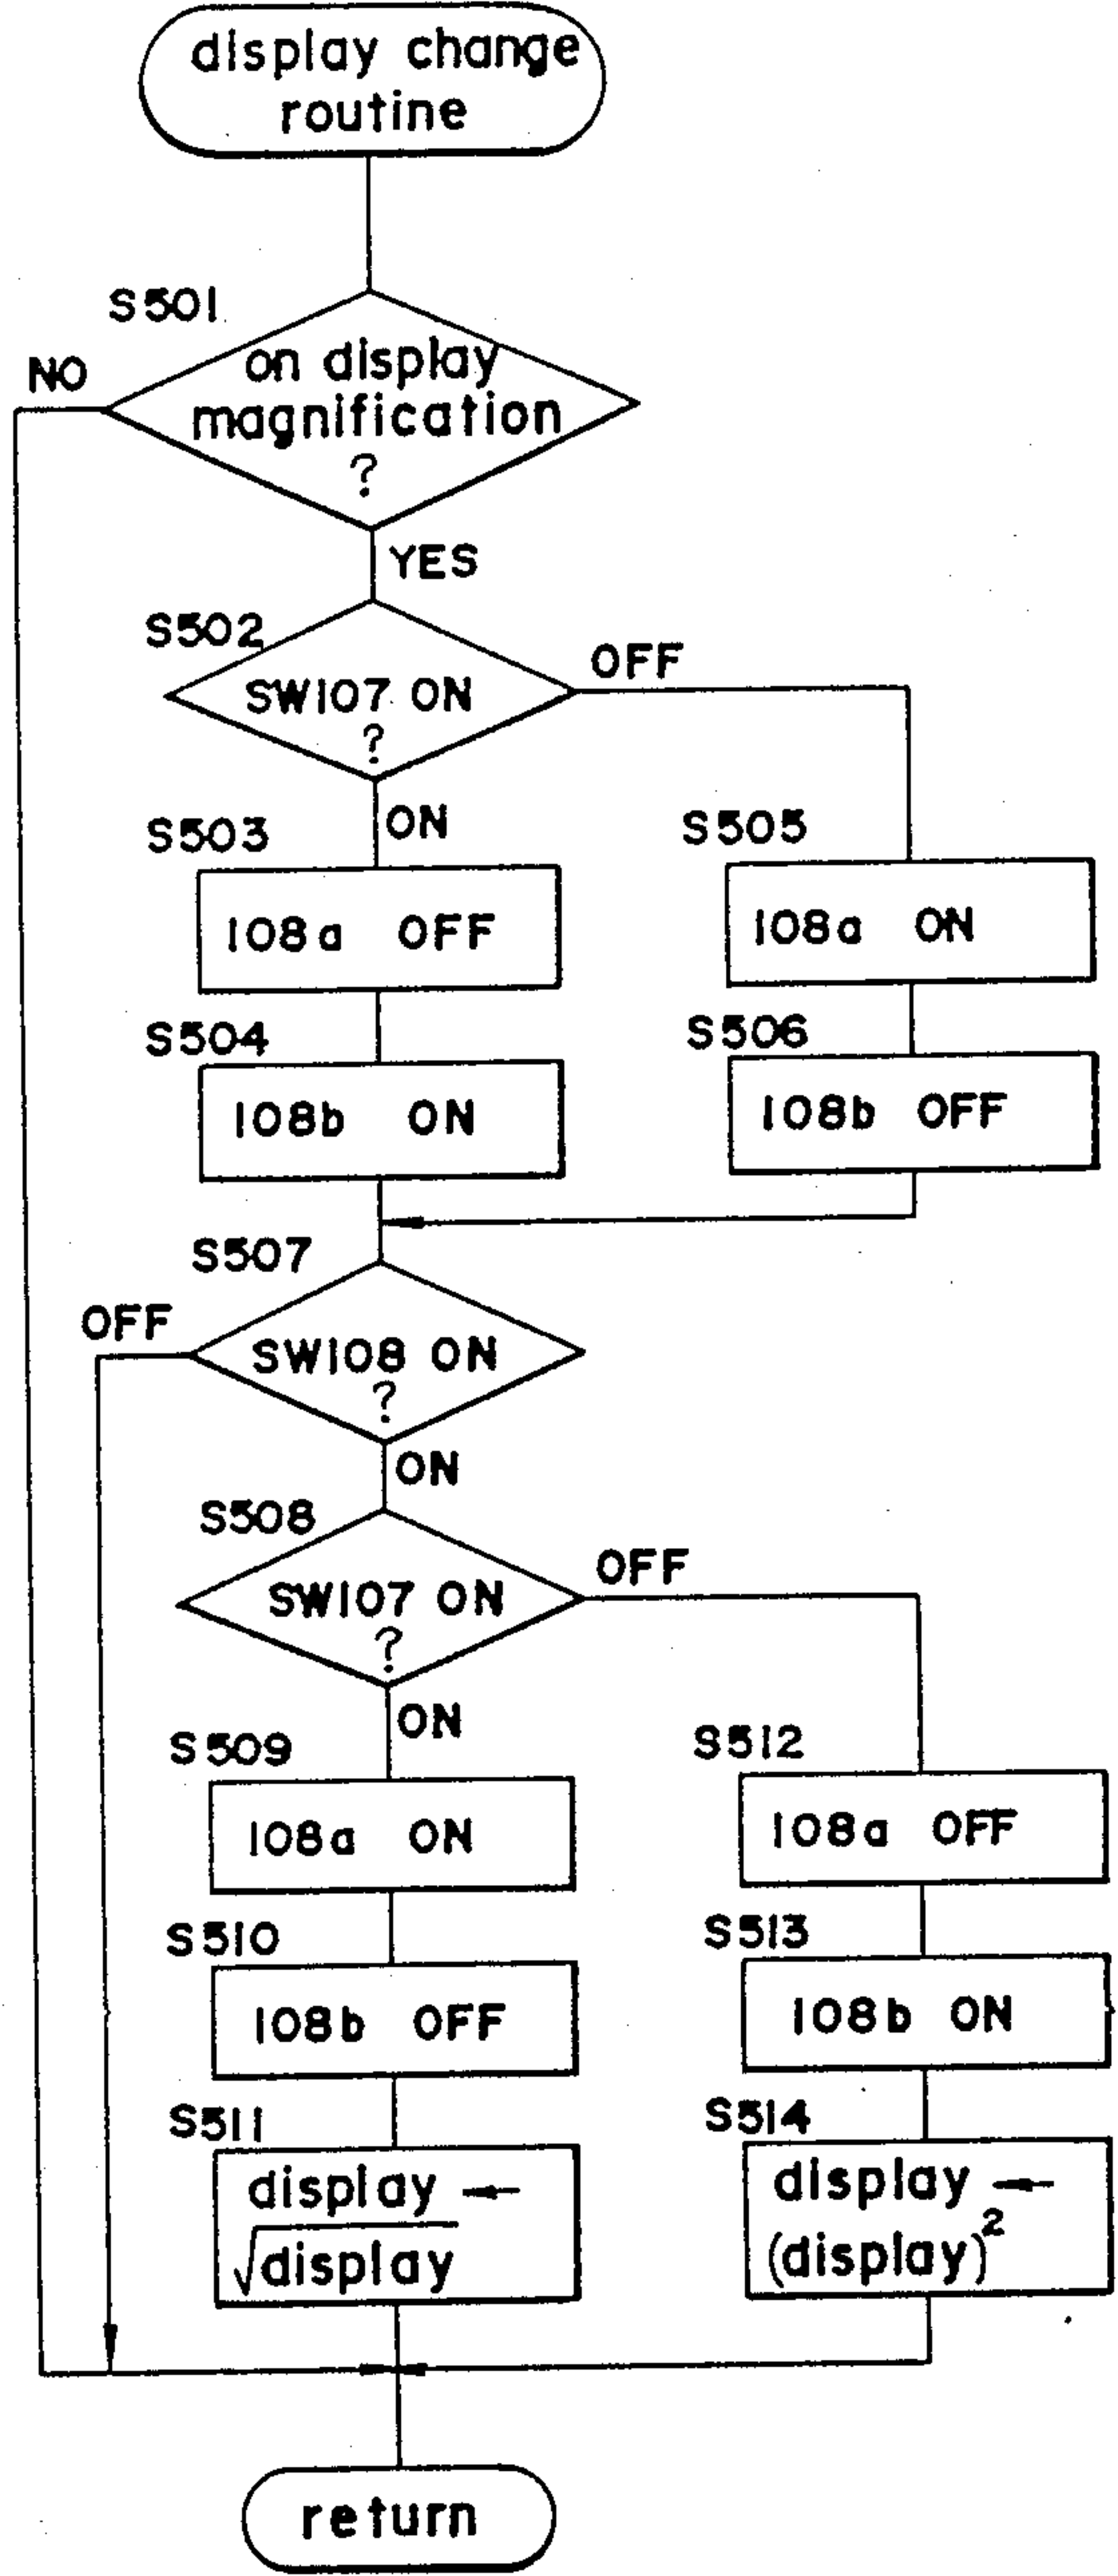 display change
routine
S501
NO
on display
magnification
?
YES
S502
OFF
SW107 ON
?
ON
S503
108a OFF
S504
108b ON
S505
108a ON
S506
108b OFF
S507
OFF
SW108 ON
?
ON
S508
OFF
SW107 ON
?
ON
S509
108a ON
S510
108b OFF
S511
display ←
√display
S512
108a OFF
S513
108b ON
S514
display ←
(display)²
return